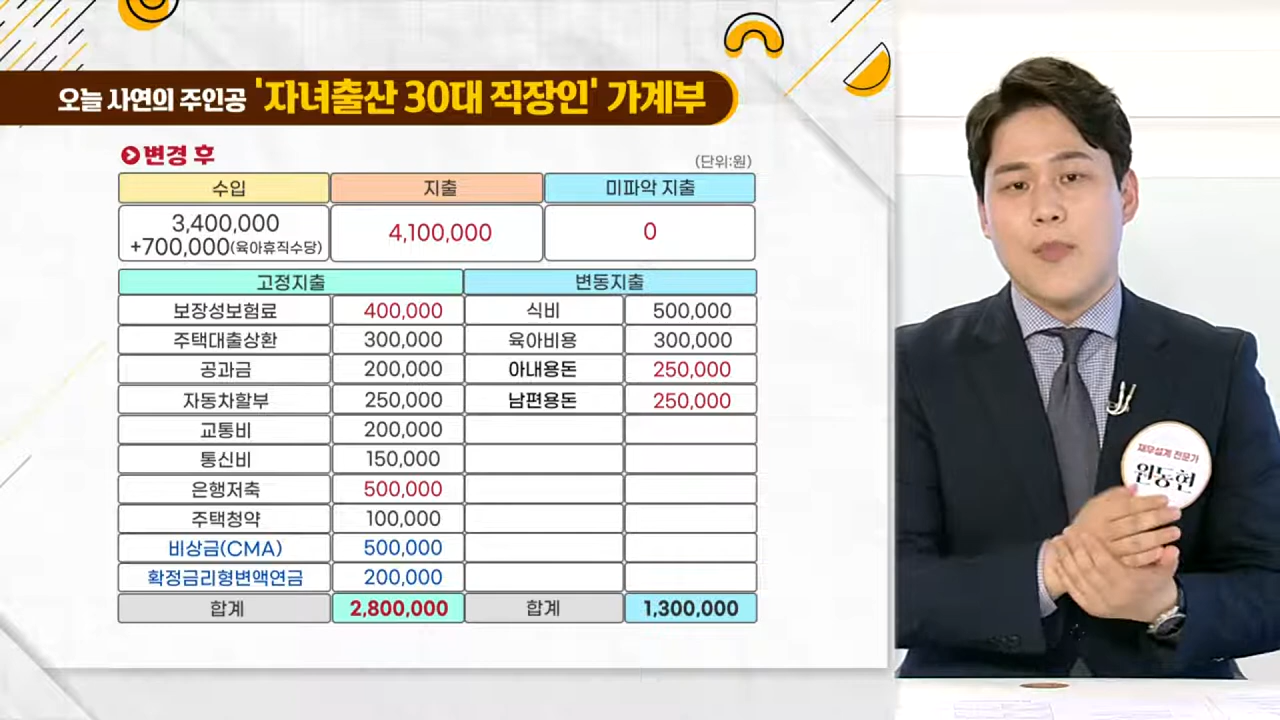 오늘 사연의 주인공 '자녀출산 30대 직장인' 가계부
변경 후
(단위:원)
수입 지출 미파악 지출
3,400,000
+700,000(육아휴직수당) 4,100,000 0
고정지출 변동지출
보장성보험료 400,000 식비 500,000
주택대출상환 300,000 육아비용 300,000
공과금 200,000 아내용돈 250,000
자동차할부 250,000 남편용돈 250,000
교통비 200,000
통신비 150,000
은행저축 500,000
주택청약 100,000
비상금(CMA) 500,000
확정금리형변액연금 200,000
합계 2,800,000 합계 1,300,000
재무설계 전문가
원동현